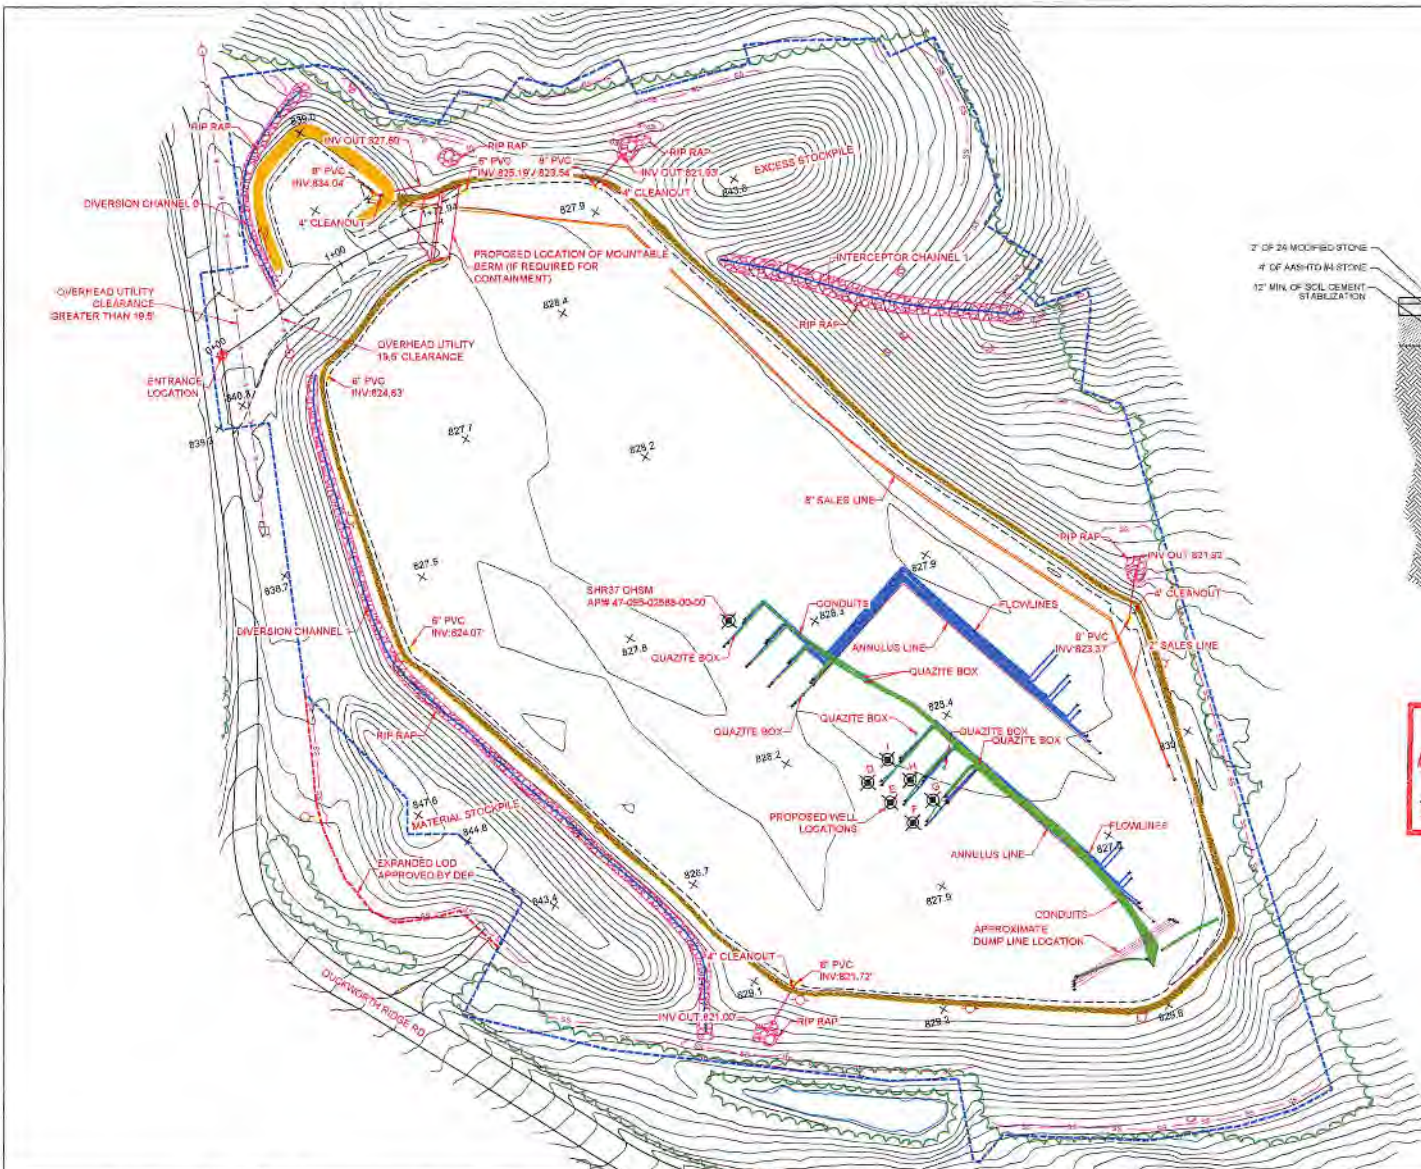 RIP RAP
839.0
INV OUT 827.60
8" PVC
INV:834.04'
DIVERSION CHANNEL
4" CLEANOUT
RIP RAP
6" PVC
INV:825.19'
8" PVC
823.54
RIP RAP
INV OUT 821.93'
4" CLEANOUT
EXCESS STOCKPILE
843.8
827.9
1+00
PROPOSED LOCATION OF MOUNTABLE
BERM (IF REQUIRED FOR
CONTAINMENT)
INTERCEPTOR CHANNEL 1
RIP RAP
2" OF 2A MODIFIED STONE
4" OF AASHTO #4 STONE
12" MIN. OF SOIL CEMENT
STABILIZATION
OVERHEAD UTILITY
CLEARANCE
GREATER THAN 19.5'
828.4
0+00
OVERHEAD UTILITY
19.5' CLEARANCE
ENTRANCE
LOCATION
6" PVC
INV:824.63'
827.7
828.2
8" SALES LINE
RIP RAP
INV OUT 821.92'
4" CLEANOUT
827.9
827.5
838.7
SHR37 OHSM
CONDUITS
828.3
FLOWLINES
DIVERSION CHANNEL 1
6" PVC
INV:824.07'
827.8
QUAZITE BOX
ANNULUS LINE
8" PVC
INV:823.37'
2" SALES LINE
QUAZITE BOX
RIP RAP
QUAZITE BOX
QUAZITE BOX
828.4
QUAZITE BOX
QUAZITE BOX
828.2
I
D
H
E
G
F
847.6
MATERIAL STOCKPILE
844.8
PROPOSED WELL
LOCATIONS
FLOWLINES
ANNULUS LINE
EXPANDED LOD
APPROVED BY DEP
826.7
827.9
843.4
CONDUITS
APPROXIMATE
DUMP LINE LOCATION
4" CLEANOUT
8" PVC
INV:821.72'
829.1
DUCKWORTH RIDGE RD
INV OUT 821.00'
RIP RAP
829.2
829.8